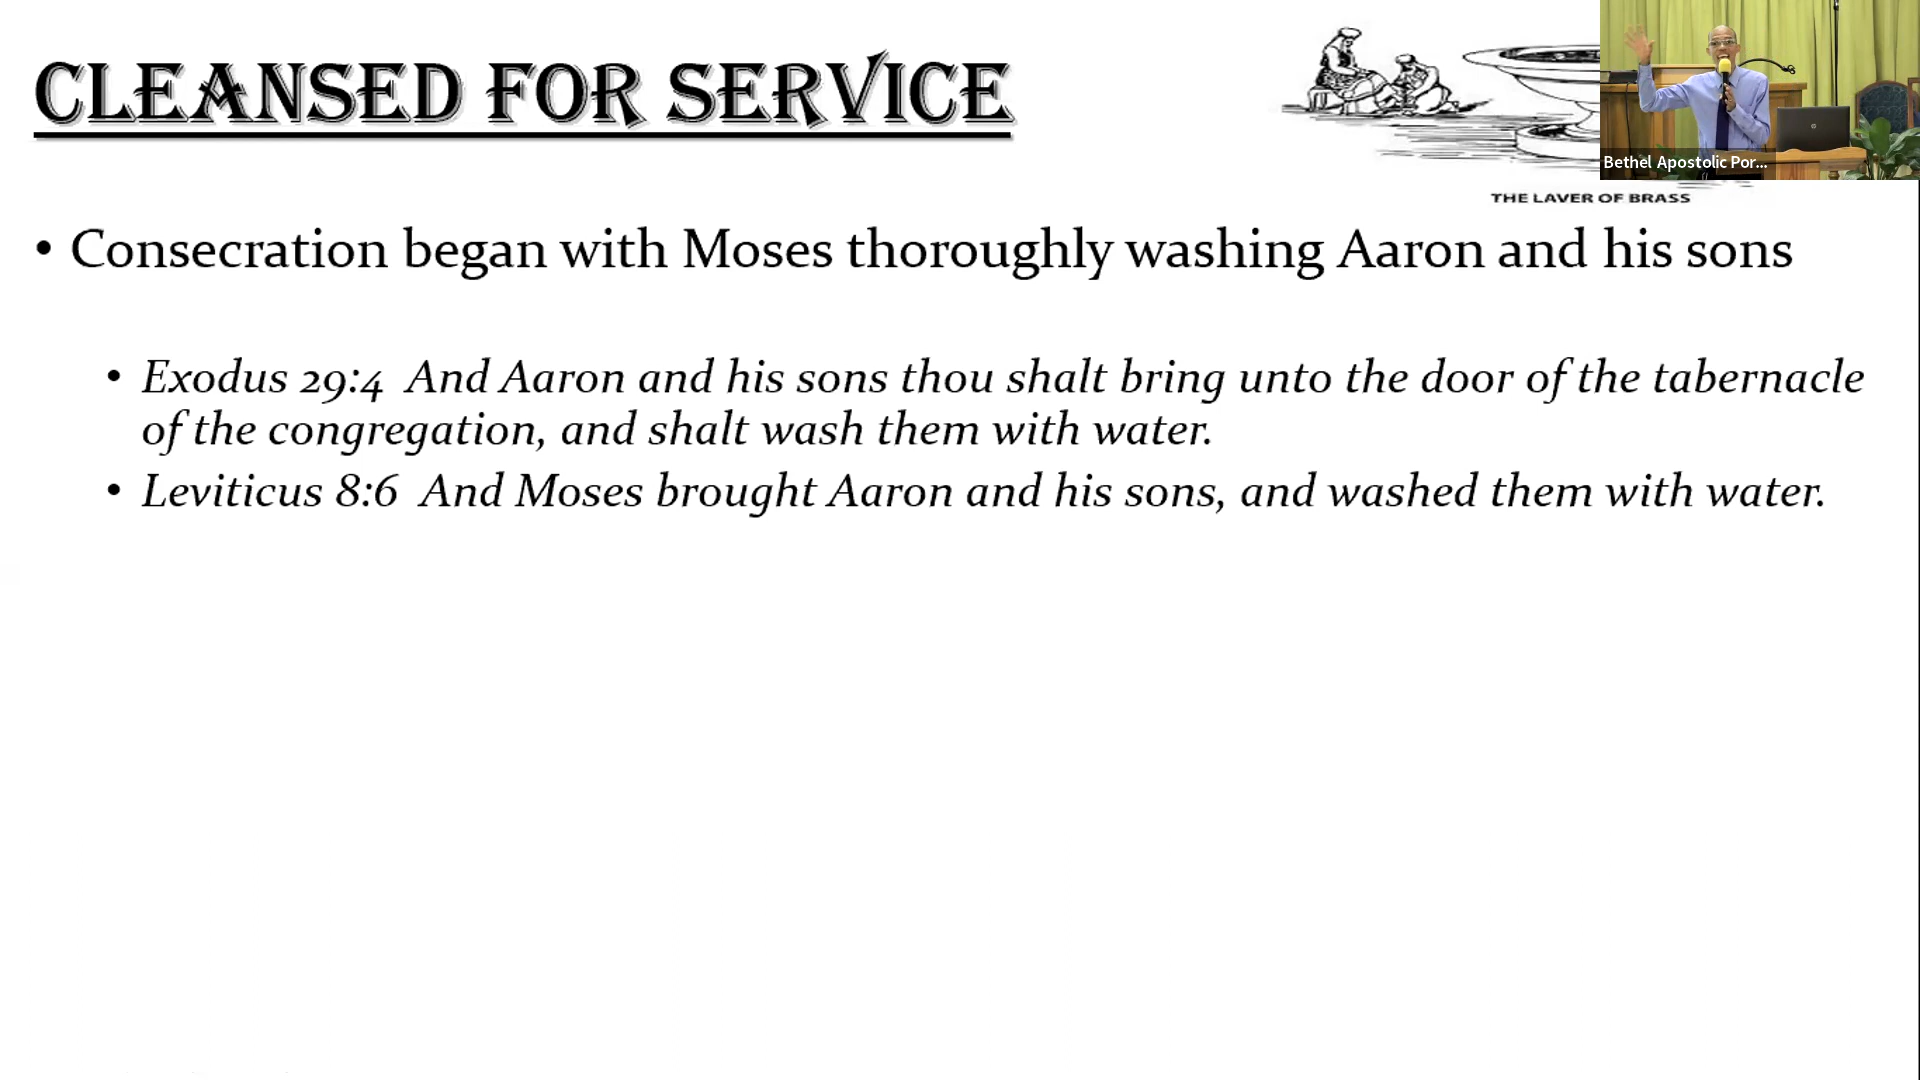 CLEANSED FOR SERVICE
Bethel Apostolic Por...
THE LAVER OF BRASS
• Consecration began with Moses thoroughly washing Aaron and his sons
• Exodus 29:4 And Aaron and his sons thou shalt bring unto the door of the tabernacle
of the congregation, and shalt wash them with water.
• Leviticus 8:6 And Moses brought Aaron and his sons, and washed them with water.